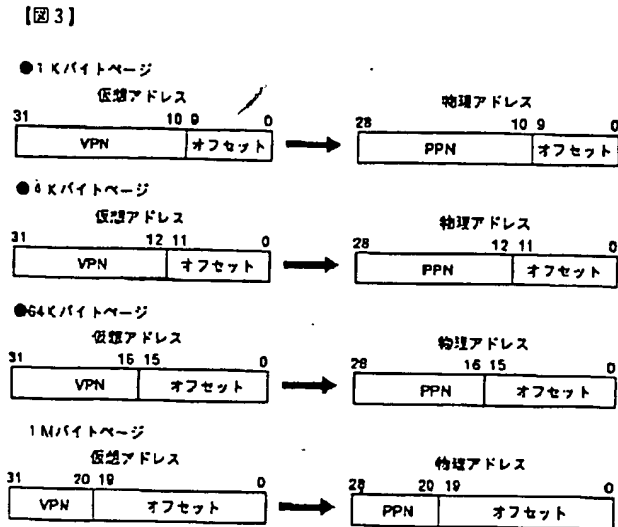 【図3】
●1Kバイトページ
仮想アドレス
物理アドレス
31 10 9 0
28 10 9 0
VPN オフセット
PPN オフセット
●4Kバイトページ
仮想アドレス
物理アドレス
31 12 11 0
28 12 11 0
VPN オフセット
PPN オフセット
●64Kバイトページ
仮想アドレス
物理アドレス
31 16 15 0
28 16 15 0
VPN オフセット
PPN オフセット
1Mバイトページ
仮想アドレス
物理アドレス
31 20 19 0
28 20 19 0
VPN オフセット
PPN オフセット